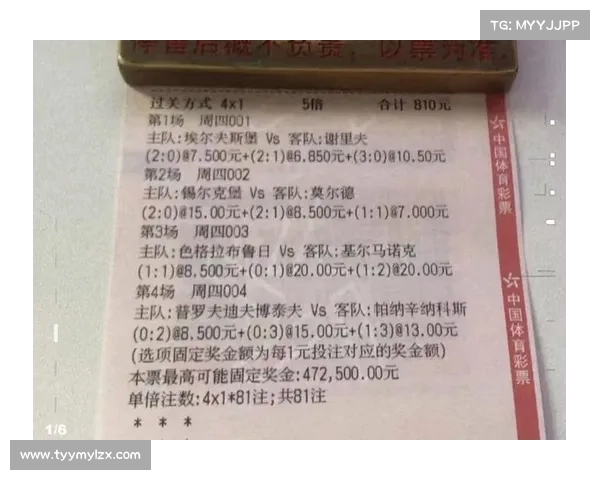 TG: MYYJJPP
停售后概不负责，以票为准.
过关方式 4x1 5倍 合计 810元
第1场 周四001
主队:埃尔夫斯堡 Vs 客队:谢里夫
(2:0)@7.500元+(2:1)@6.850元+(3:0)@10.50元
第2场 周四002
主队:锡尔克堡 Vs 客队:莫尔德
(2:0)@15.00元+(2:1)@8.500元+(1:1)@7.000元
第3场 周四003
主队:色格拉布鲁日 Vs 客队:基尔马诺克
(1:1)@8.500元+(0:1)@20.00元+(1:2)@20.00元
第4场 周四004
主队:普罗夫迪夫博泰夫 Vs 客队:帕纳辛纳科斯
(0:2)@8.500元+(0:3)@15.00元+(1:3)@13.00元
(选项固定奖金额为每1元投注对应的奖金额)
本票最高可能固定奖金:472,500.00元
单倍注数:4x1*81注;共81注
* * *
中国体育彩票
中国体育彩票
1/6
www.tyymylzx.com